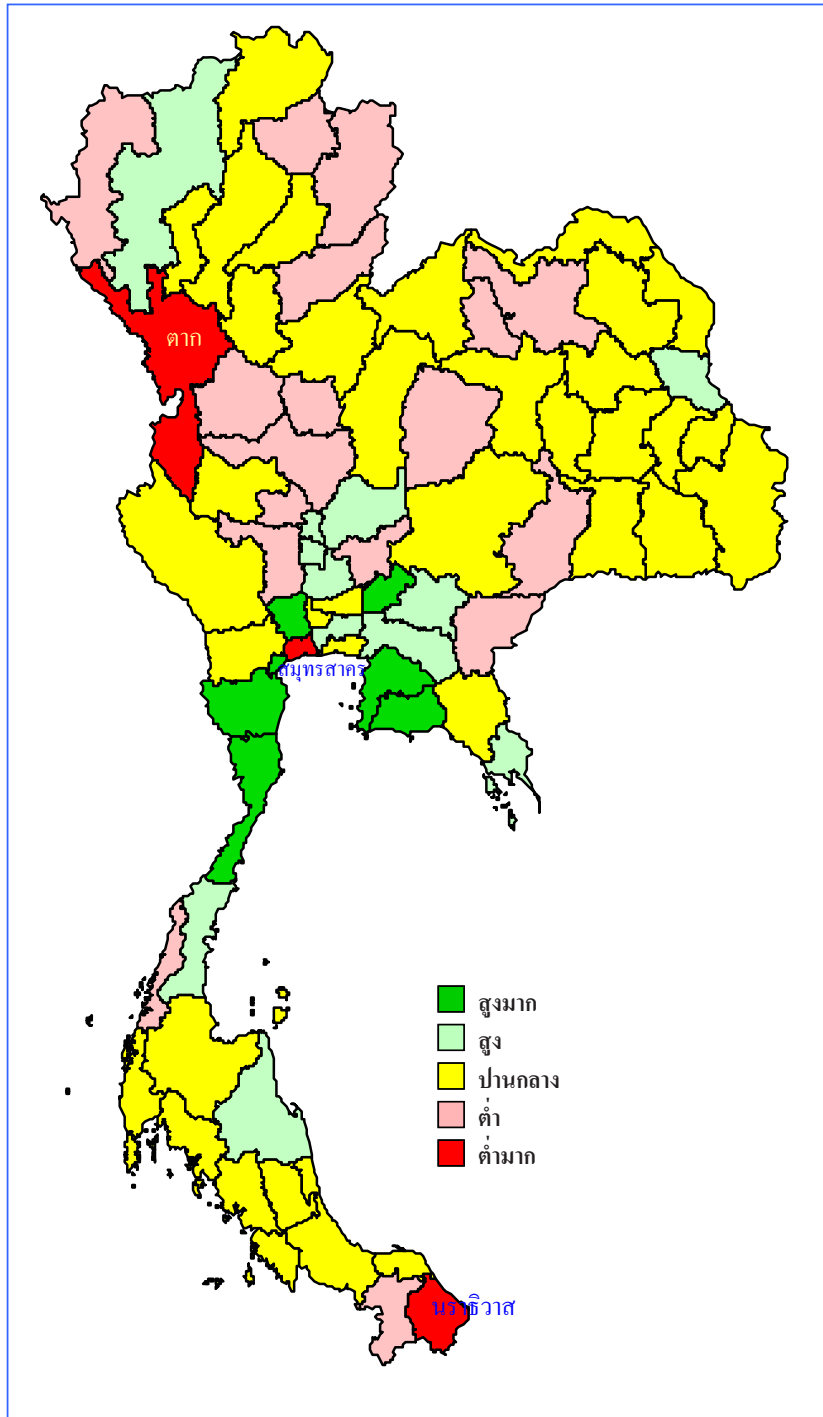 ตาก
สมุทรสาคร
สูงมาก
สูง
ปานกลาง
ต่ำ
ต่ำมาก
นราธิวาส